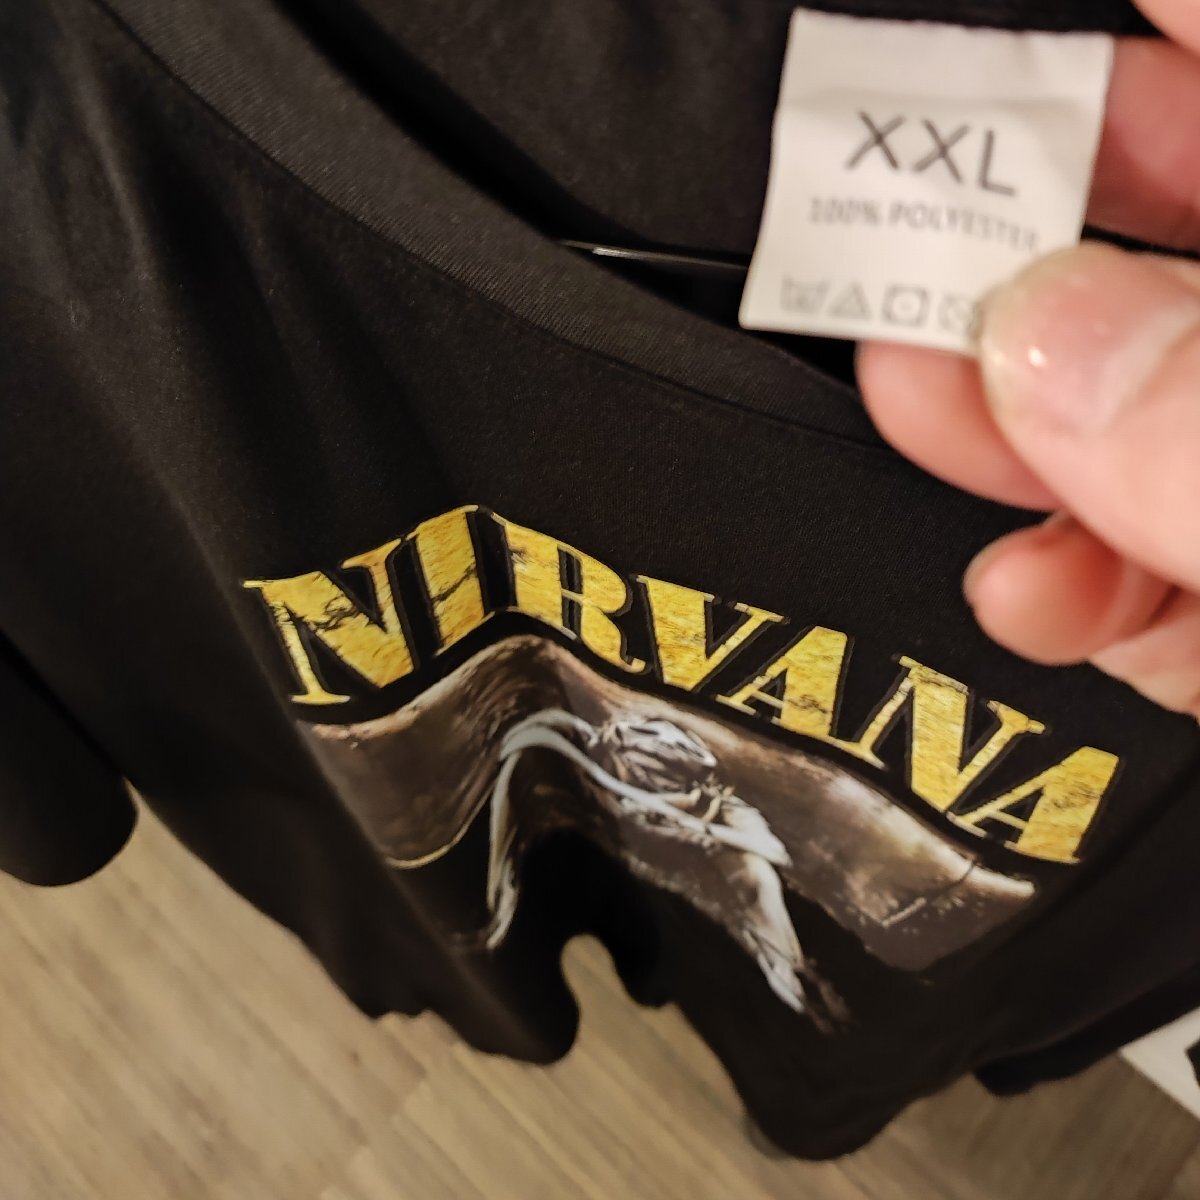 XXL
100% POLYESTER
NIRVANA